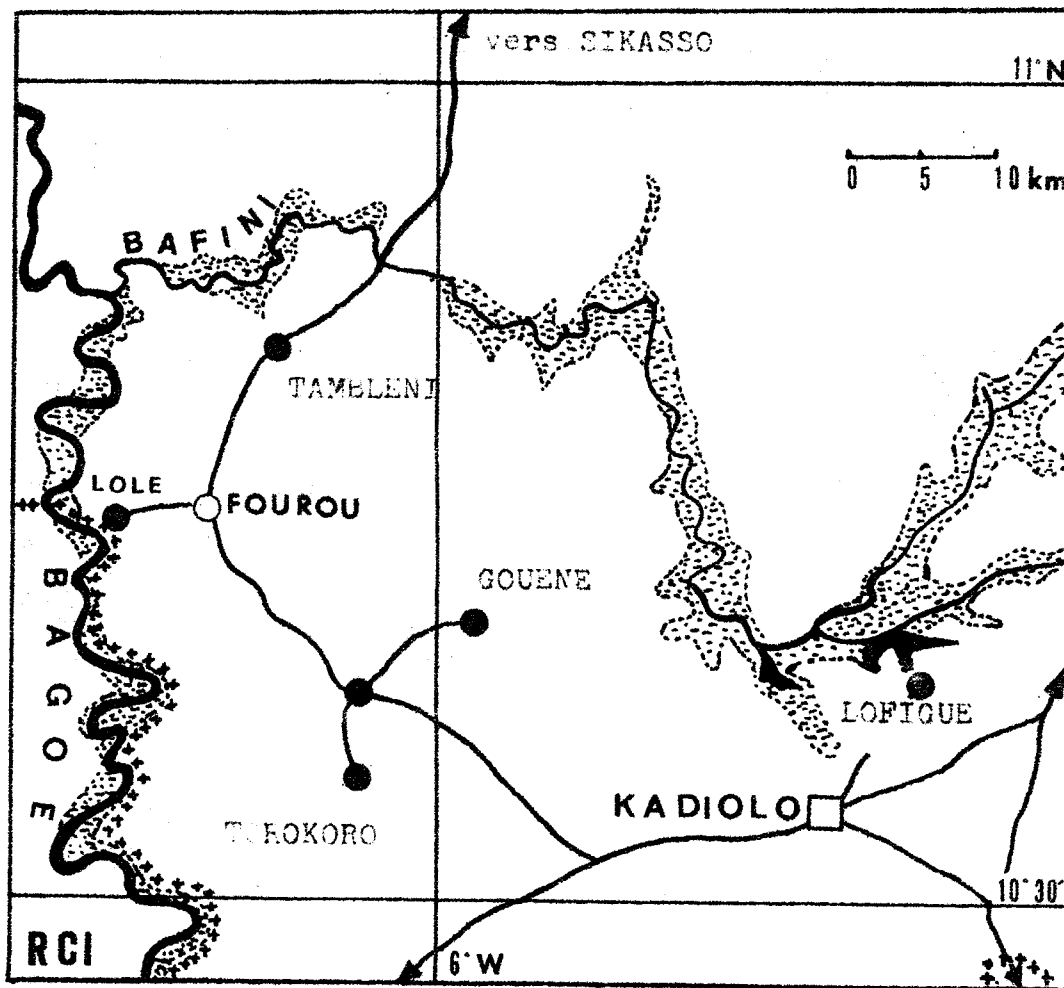 vers SIKASSO
11°N
0 5 10 km
BAFINI
TAMBLENI
LOLE
FOUROU
GOUENE
BAGOE
LOFIGUE
KADIOLO
TOROKORO
10°30'
RCI
6°W